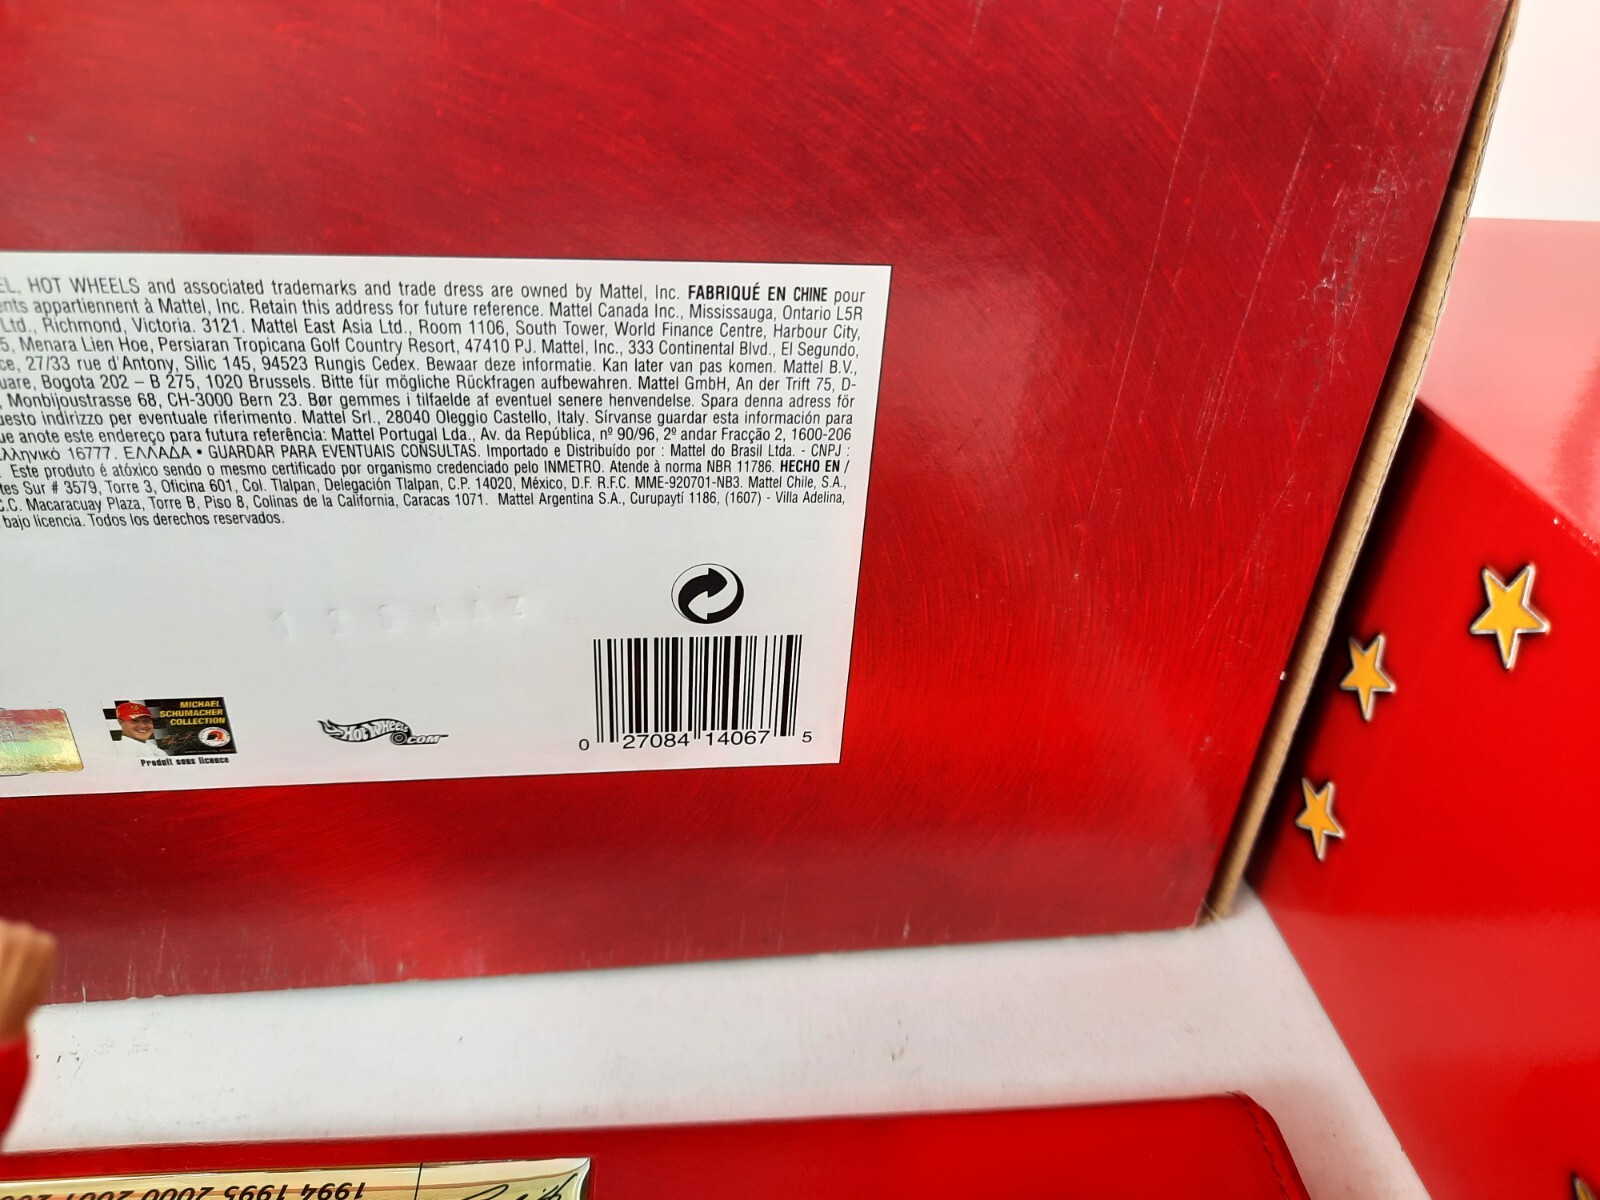 EL, HOT WHEELS and associated trademarks and trade dress are owned by Mattel, Inc. FABRIQUÉ EN CHINE pour
ents appartiennent à Mattel, Inc. Retain this address for future reference. Mattel Canada Inc., Mississauga, Ontario L5R
Ltd., Richmond, Victoria. 3121. Mattel East Asia Ltd., Room 1106, South Tower, World Finance Centre, Harbour City,
5, Menara Lien Hoe, Persiaran Tropicana Golf Country Resort, 47410 PJ. Mattel, Inc., 333 Continental Blvd., El Segundo,
ce, 27/33 rue d'Antony, Silic 145, 94523 Rungis Cedex. Bewaar deze informatie. Kan later van pas komen. Mattel B.V.,
uare, Bogota 202 – B 275, 1020 Brussels. Bitte für mögliche Rückfragen aufbewahren. Mattel GmbH, An der Trift 75, D-
, Monbijoustrasse 68, CH-3000 Bern 23. Bør gemmes i tilfaelde af eventuel senere henvendelse. Spara denna adress för
uesto indirizzo per eventuale riferimento. Mattel Srl., 28040 Oleggio Castello, Italy. Sírvanse guardar esta información para
ue anote este endereço para futura referência: Mattel Portugal Lda., Av. da República, nº 90/96, 2º andar Fracção 2, 1600-206
λληνικό 16777. ΕΛΛΑΔΑ • GUARDAR PARA EVENTUAIS CONSULTAS. Importado e Distribuído por : Mattel do Brasil Ltda. - CNPJ :
. Este produto é atóxico sendo o mesmo certificado por organismo credenciado pelo INMETRO. Atende à norma NBR 11786. HECHO EN /
tes Sur # 3579, Torre 3, Oficina 601, Col. Tlalpan, Delegación Tlalpan, C.P. 14020, México, D.F. R.F.C. MME-920701-NB3. Mattel Chile, S.A.,
C.C. Macaracuay Plaza, Torre B, Piso 8, Colinas de la California, Caracas 1071. Mattel Argentina S.A., Curupaytí 1186, (1607) - Villa Adelina,
bajo licencia. Todos los derechos reservados.
MICHAEL
SCHUMACHER
COLLECTION
Produit sous licence
Hot Wheels
.COM
0 27084 14067 5
1994 1995 2000 2001